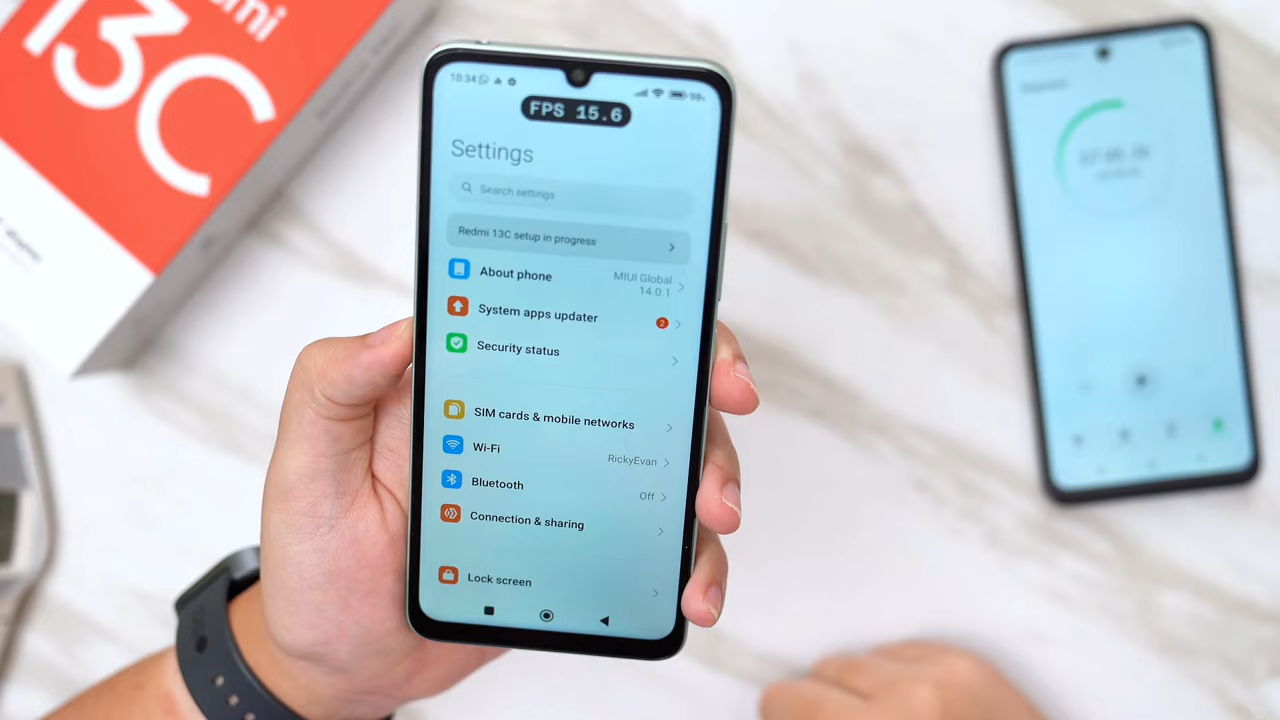 13C
10:34
98%
FPS 15.6
Settings
Search settings
Redmi 13C setup in progress
About phone
MIUI Global
14.0.1
System apps updater
2
Security status
SIM cards & mobile networks
Wi-Fi
RickyEvan
Bluetooth
Off
Connection & sharing
Lock screen